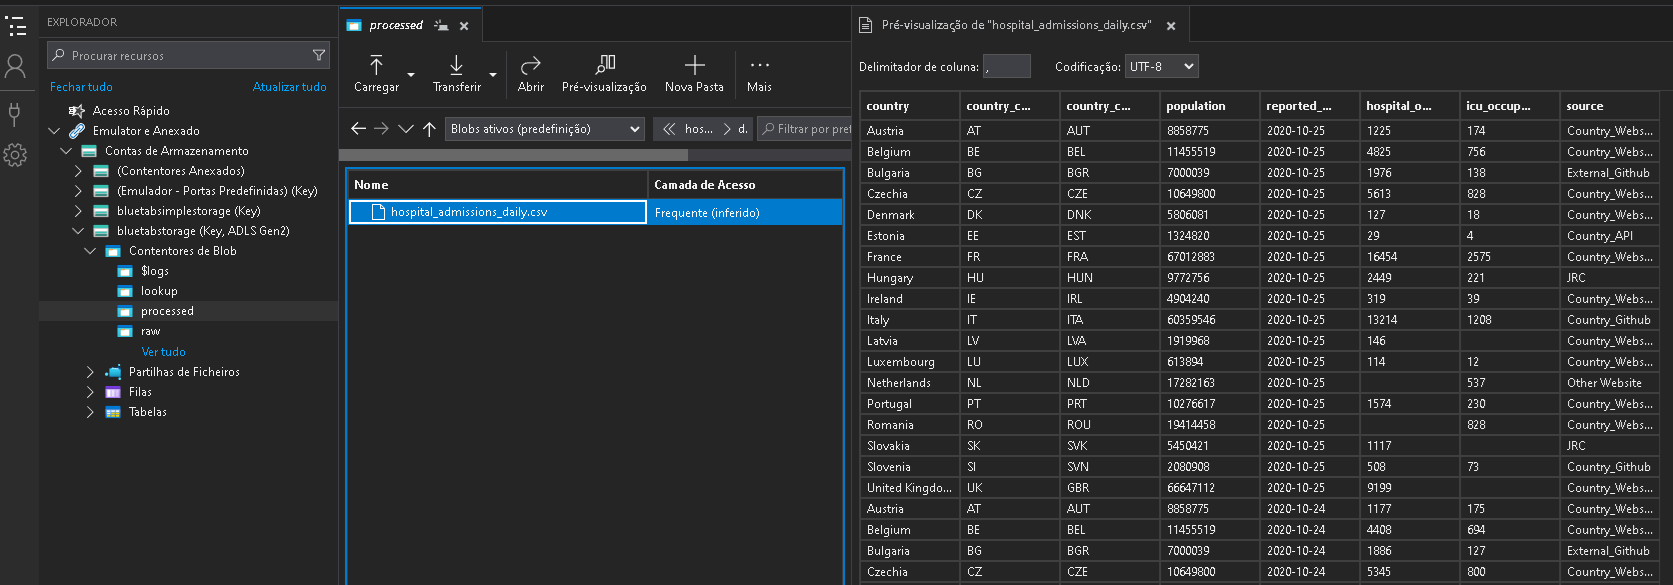 EXPLORADOR
Procurar recursos
Fechar tudo Atualizar tudo
Acesso Rápido
Emulator e Anexado
Contas de Armazenamento
(Contentores Anexados)
(Emulador - Portas Predefinidas) (Key)
bluetabsimplestorage (Key)
bluetabstorage (Key, ADLS Gen2)
Contentores de Blob
$logs
lookup
processed
raw
Ver tudo
Partilhas de Ficheiros
Filas
Tabelas
processed
Carregar Transferir Abrir Pré-visualização Nova Pasta Mais
Blobs ativos (predefinição) hos... d. Filtrar por pref
Nome Camada de Acesso
hospital_admissions_daily.csv Frequente (inferido)
Pré-visualização de "hospital_admissions_daily.csv"
Delimitador de coluna: , Codificação: UTF-8
country country_c... country_c... population reported_... hospital_o... icu_occup... source
Austria AT AUT 8858775 2020-10-25 1225 174 Country_Webs...
Belgium BE BEL 11455519 2020-10-25 4825 756 Country_Webs...
Bulgaria BG BGR 7000039 2020-10-25 1976 138 External_Github
Czechia CZ CZE 10649800 2020-10-25 5613 828 Country_Webs...
Denmark DK DNK 5806081 2020-10-25 127 18 Country_Webs...
Estonia EE EST 1324820 2020-10-25 29 4 Country_API
France FR FRA 67012883 2020-10-25 16454 2575 Country_Webs...
Hungary HU HUN 9772756 2020-10-25 2449 221 JRC
Ireland IE IRL 4904240 2020-10-25 319 39 Country_Webs...
Italy IT ITA 60359546 2020-10-25 13214 1208 Country_Github
Latvia LV LVA 1919968 2020-10-25 146 Country_Webs...
Luxembourg LU LUX 613894 2020-10-25 114 12 Country_Webs...
Netherlands NL NLD 17282163 2020-10-25 537 Other Website
Portugal PT PRT 10276617 2020-10-25 1574 230 Country_Webs...
Romania RO ROU 19414458 2020-10-25 828 Country_Webs...
Slovakia SK SVK 5450421 2020-10-25 1117 JRC
Slovenia SI SVN 2080908 2020-10-25 508 73 Country_Github
United Kingdo... UK GBR 66647112 2020-10-25 9199 Country_Webs...
Austria AT AUT 8858775 2020-10-24 1177 175 Country_Webs...
Belgium BE BEL 11455519 2020-10-24 4408 694 Country_Webs...
Bulgaria BG BGR 7000039 2020-10-24 1886 127 External_Github
Czechia CZ CZE 10649800 2020-10-24 5345 800 Country_Webs...